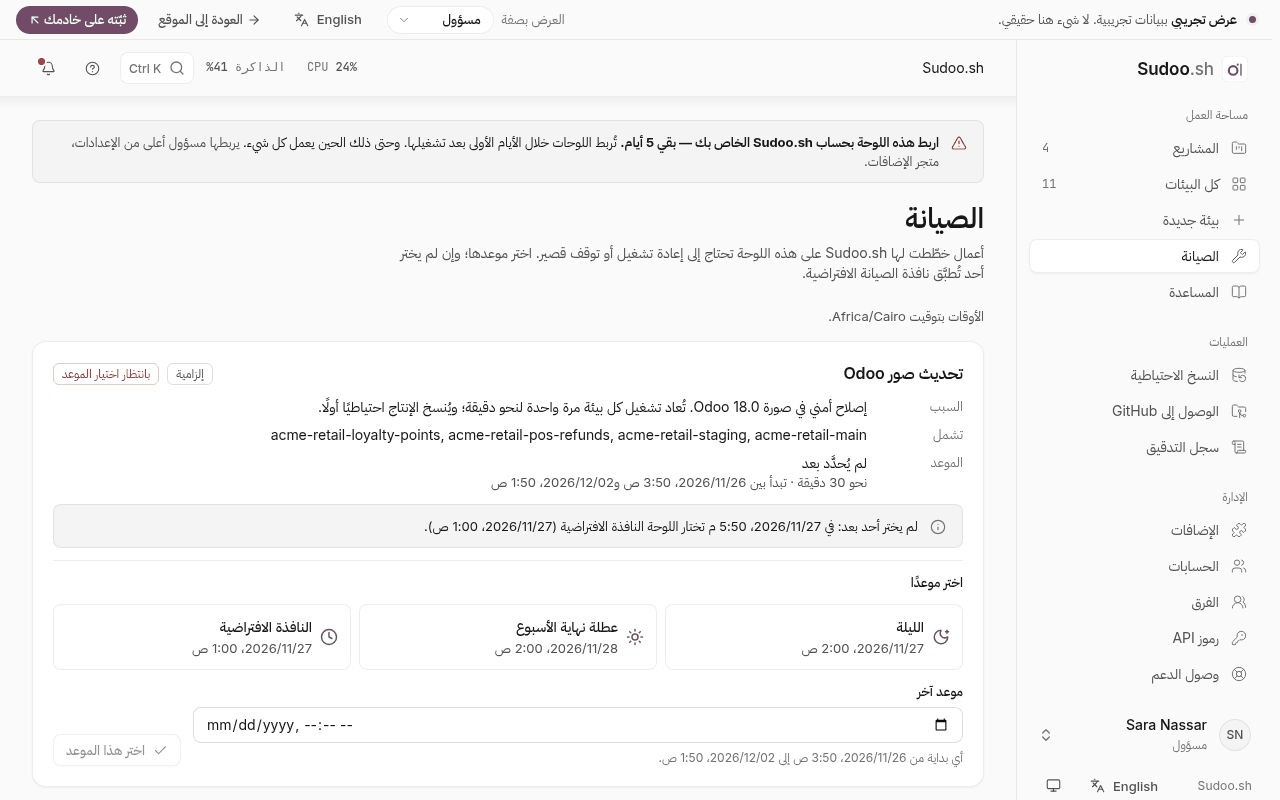 عرض تجريبي ببيانات تجريبية. لا شيء هنا حقيقي.
العرض بصفة
مسؤول
English
العودة إلى الموقع →
ثبّته على خادمك
Sudoo.sh
مساحة العمل
المشاريع 4
كل البيئات 11
بيئة جديدة
الصيانة
المساعدة
العمليات
النسخ الاحتياطية
الوصول إلى GitHub
سجل التدقيق
الإدارة
الإضافات
الحسابات
الفرق
رموز API
وصول الدعم
SN
Sara Nassar
مسؤول
Sudoo.sh
English
Sudoo.sh
CPU 24%
الذاكرة 41%
Ctrl K
اربط هذه اللوحة بحساب Sudoo.sh الخاص بك — بقي 5 أيام. تُربط اللوحات خلال الأيام الأولى بعد تشغيلها. وحتى ذلك الحين يعمل كل شيء. يربطها مسؤول أعلى من الإعدادات،
متجر الإضافات.
الصيانة
أعمال خطّطت لها Sudoo.sh على هذه اللوحة تحتاج إلى إعادة تشغيل أو توقف قصير. اختر موعدها؛ وإن لم يختر
أحد تُطبَّق نافذة الصيانة الافتراضية.
الأوقات بتوقيت Africa/Cairo.
تحديث صور Odoo
إلزامية
بانتظار اختيار الموعد
السبب
إصلاح أمني في صورة Odoo 18.0. تُعاد تشغيل كل بيئة مرة واحدة لنحو دقيقة؛ ويُنسخ الإنتاج احتياطيًا أولًا.
تشمل
acme-retail-loyalty-points, acme-retail-pos-refunds, acme-retail-staging, acme-retail-main
الموعد
لم يُحدَّد بعد
نحو 30 دقيقة · تبدأ بين 2026/11/26، 3:50 ص و2026/12/02، 1:50 ص
لم يختر أحد بعد: في 2026/11/27، 5:50 م تختار اللوحة النافذة الافتراضية (2026/11/27، 1:00 ص).
اختر موعدًا
الليلة
2026/11/27، 2:00 ص
عطلة نهاية الأسبوع
2026/11/28، 2:00 ص
النافذة الافتراضية
2026/11/27، 1:00 ص
موعد آخر
mm/dd/yyyy, --:-- --
اختر هذا الموعد
أي بداية من 2026/11/26، 3:50 ص إلى 2026/12/02، 1:50 ص.